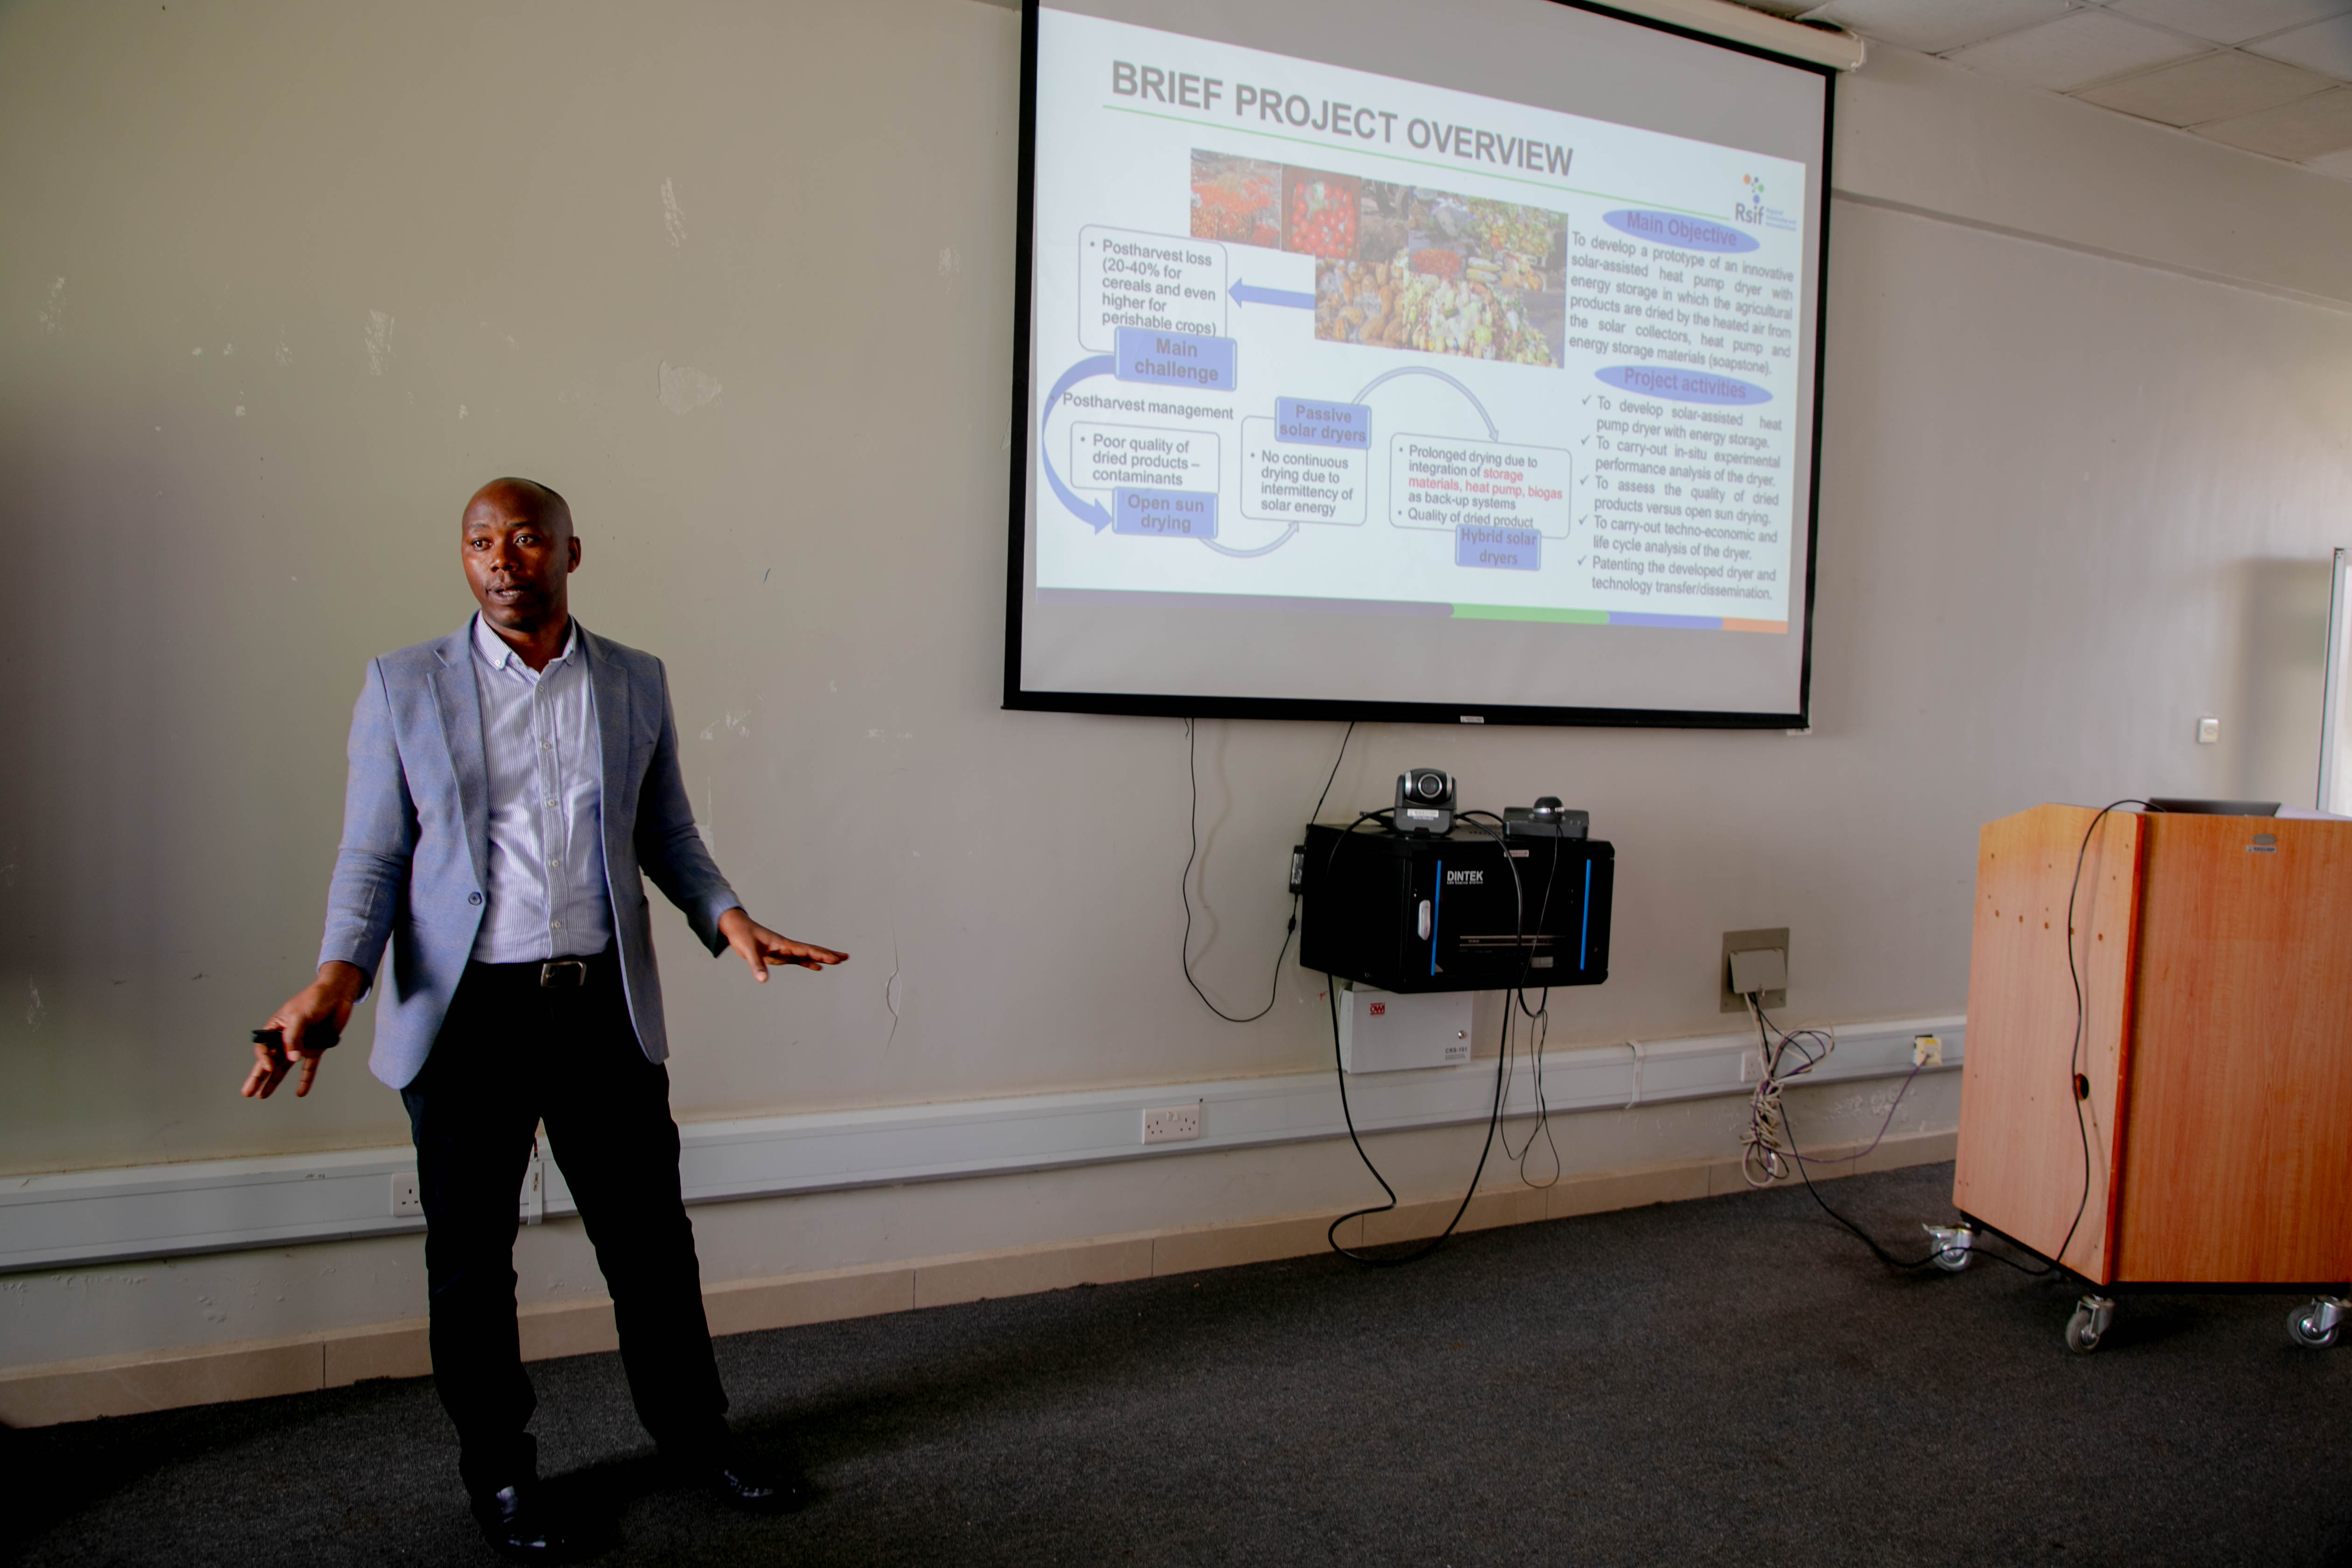 BRIEF PROJECT OVERVIEW
Rsif
• Postharvest loss
(20-40% for
cereals and even
higher for
perishable crops)
Main
challenge
Postharvest management
• Poor quality of
dried products –
contaminants
Open sun
drying
Passive
solar dryers
• No continuous
drying due to
intermittency of
solar energy
• Prolonged drying due to
integration of storage
materials, heat pump, biogas
as back-up systems
• Quality of dried product
Hybrid solar
dryers
Main Objective
To develop a prototype of an innovative
solar-assisted heat pump dryer with
energy storage in which the agricultural
products are dried by the heated air from
the solar collectors, heat pump and
energy storage materials (soapstone).
Project activities
✓ To develop solar-assisted heat
pump dryer with energy storage.
✓ To carry-out in-situ experimental
performance analysis of the dryer.
✓ To assess the quality of dried
products versus open sun drying.
✓ To carry-out techno-economic and
life cycle analysis of the dryer.
✓ Patenting the developed dryer and
technology transfer/dissemination.
DINTEK
CRS-101